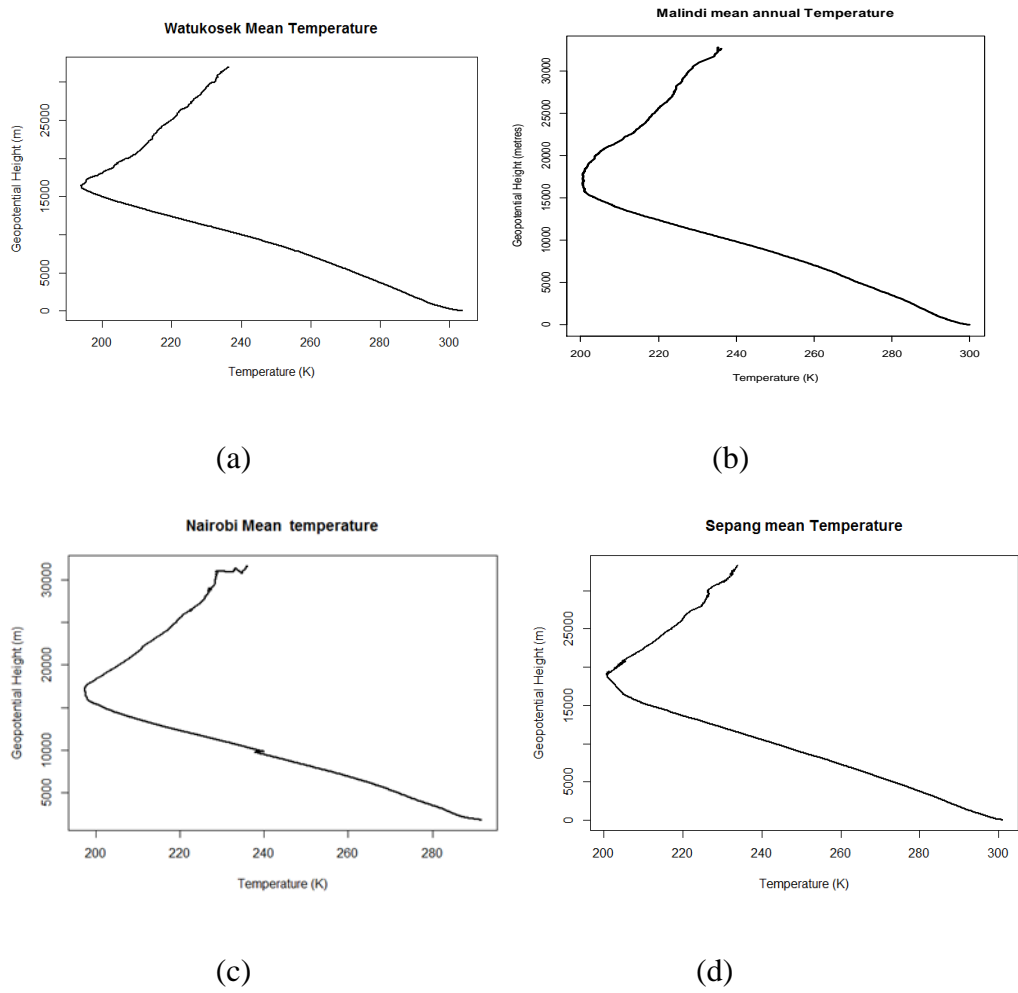 Watukosek Mean Temperature
Geopotential Height (m)
25000
15000
5000
0
200 220 240 260 280 300
Temperature (K)
(a)
Malindi mean annual Temperature
Geopotential Height (metres)
30000
25000
20000
15000
10000
5000
0
200 220 240 260 280 300
Temperature (K)
(b)
Nairobi Mean temperature
Geopotential Height (m)
30000
20000
10000
5000
200 220 240 260 280
Temperature (K)
(c)
Sepang mean Temperature
Geopotential Height (m)
25000
15000
5000
0
200 220 240 260 280 300
Temperature (K)
(d)